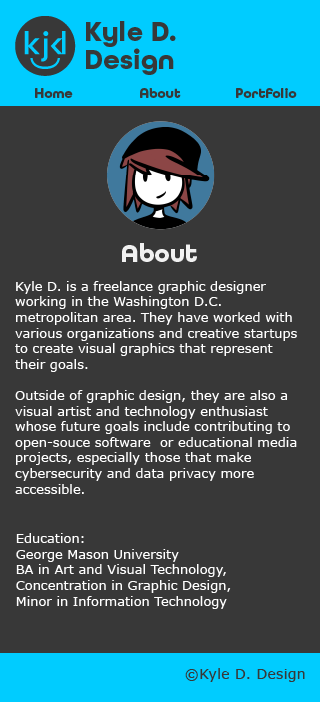 kjd
Kyle D.
Design
Home About Portfolio
About
Kyle D. is a freelance graphic designer
working in the Washington D.C.
metropolitan area. They have worked with
various organizations and creative startups
to create visual graphics that represent
their goals.
Outside of graphic design, they are also a
visual artist and technology enthusiast
whose future goals include contributing to
open-souce software  or educational media
projects, especially those that make
cybersecurity and data privacy more
accessible.
Education:
George Mason University
BA in Art and Visual Technology,
Concentration in Graphic Design,
Minor in Information Technology
©Kyle D. Design